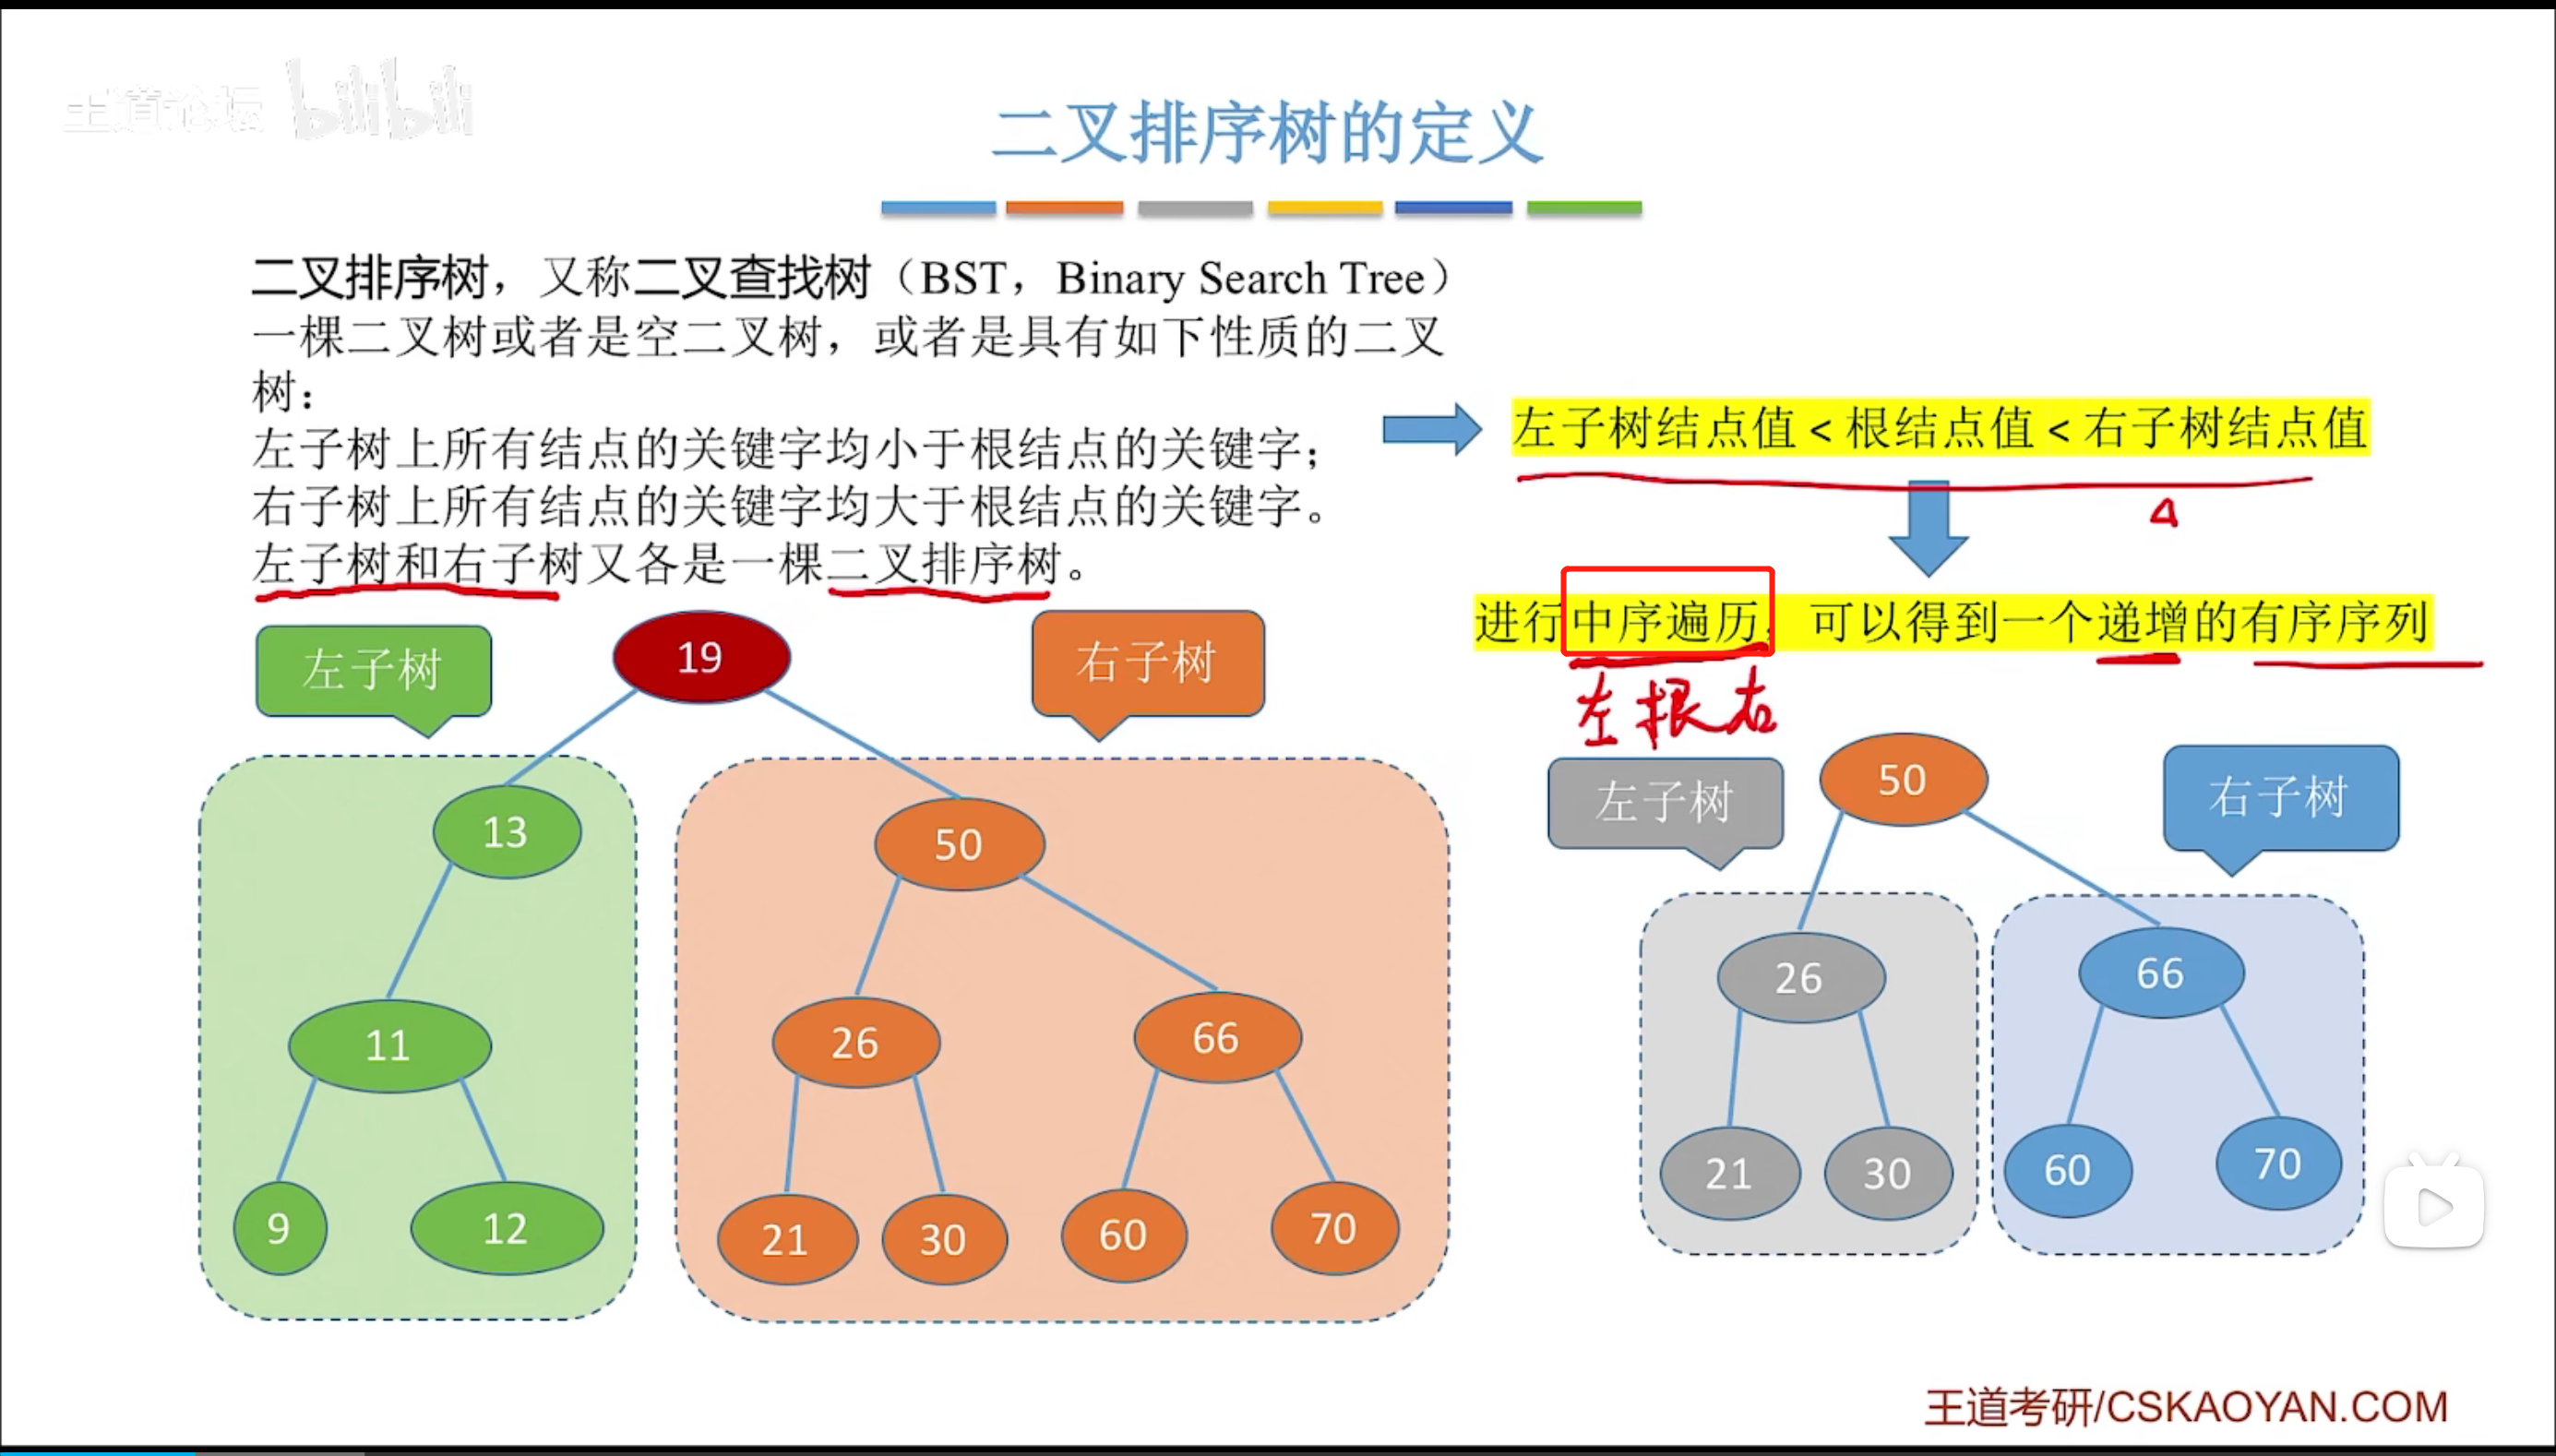 王道论坛 bilibili
二叉排序树的定义
二叉排序树，又称二叉查找树（BST，Binary Search Tree）
一棵二叉树或者是空二叉树，或者是具有如下性质的二叉
树：
左子树上所有结点的关键字均小于根结点的关键字；
右子树上所有结点的关键字均大于根结点的关键字。
左子树和右子树又各是一棵二叉排序树。
左子树结点值 < 根结点值 < 右子树结点值
进行中序遍历，可以得到一个递增的有序序列
左根右
左子树
19
右子树
13
50
11
26
66
9
12
21
30
60
70
左子树
50
右子树
26
66
21
30
60
70
王道考研/CSKAOYAN.COM